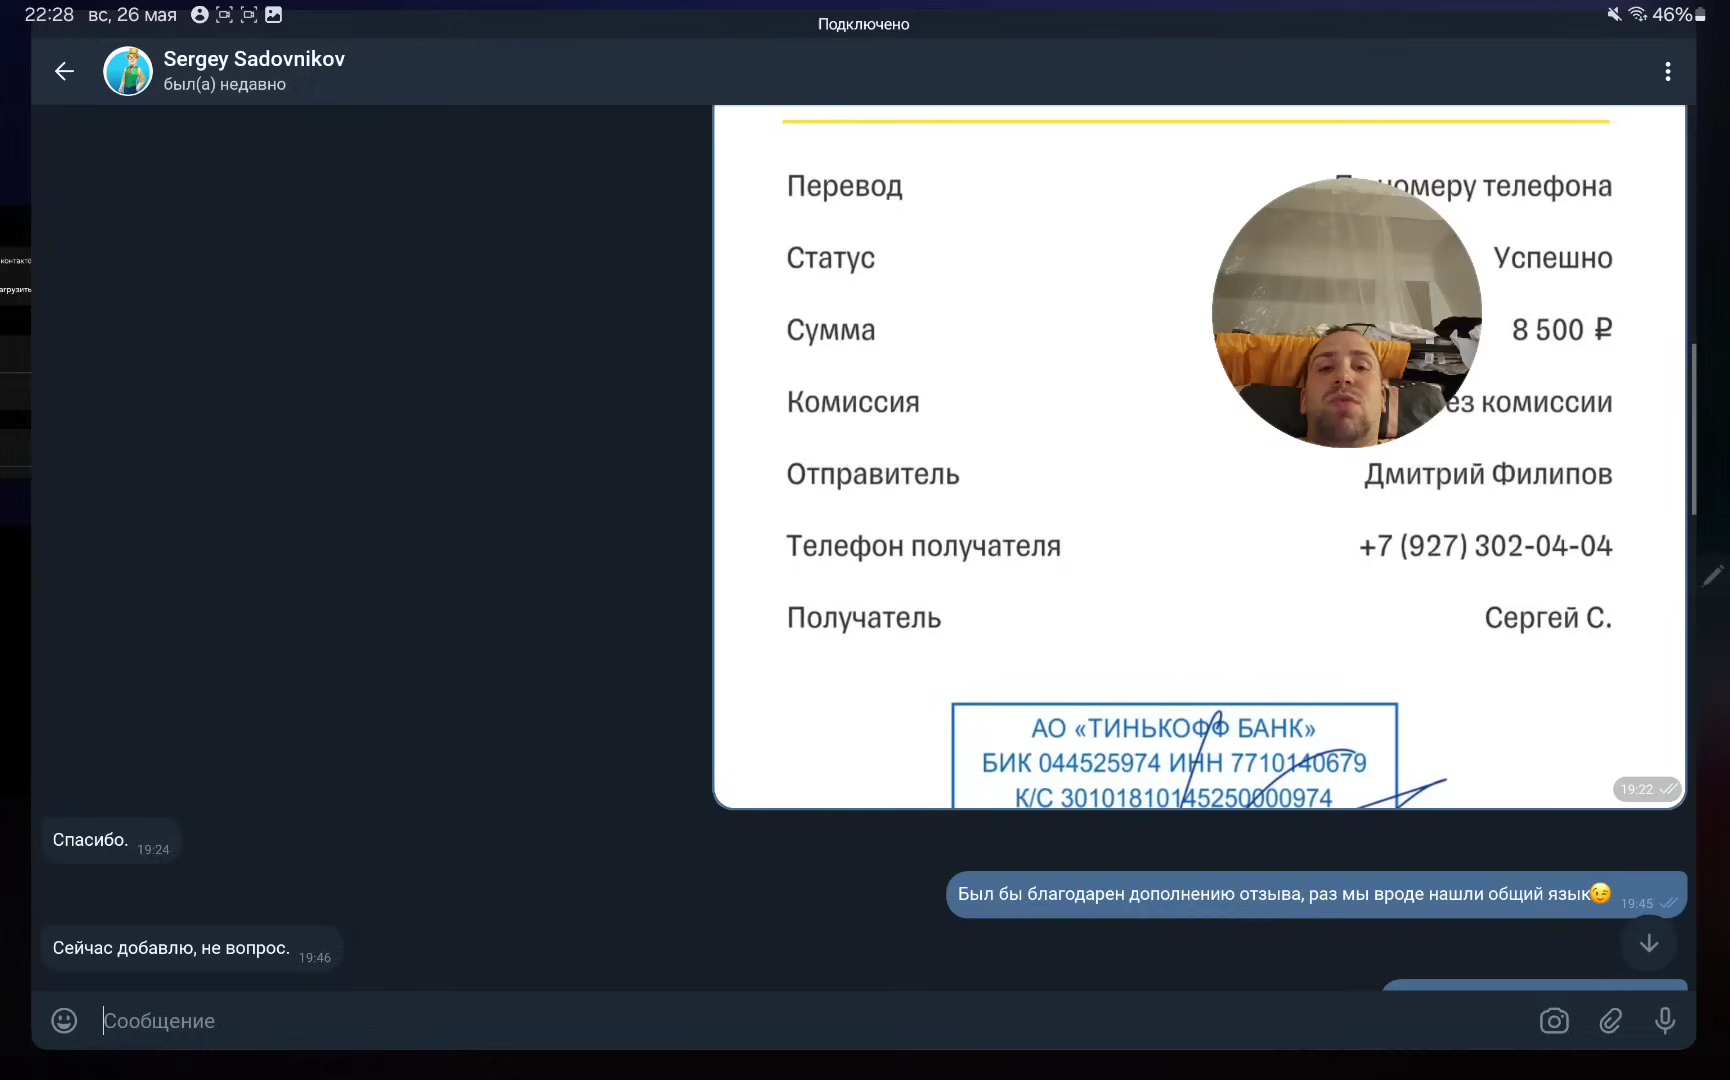 22:28 вс, 26 мая
46%
Подключено
Sergey Sadovnikov
был(а) недавно
Перевод
номеру телефона
Статус
Успешно
Сумма
8 500 ₽
Комиссия
комиссии
Отправитель
Дмитрий Филипов
Телефон получателя
+7 (927) 302-04-04
Получатель
Сергей С.
АО «ТИНЬКОФФ БАНК»
БИК 044525974 ИНН 7710140679
К/С 30101810145250000974
19:22
Спасибо. 19:24
Был бы благодарен дополнению отзыва, раз мы вроде нашли общий язык😉 19:45
Сейчас добавлю, не вопрос. 19:46
Сообщение